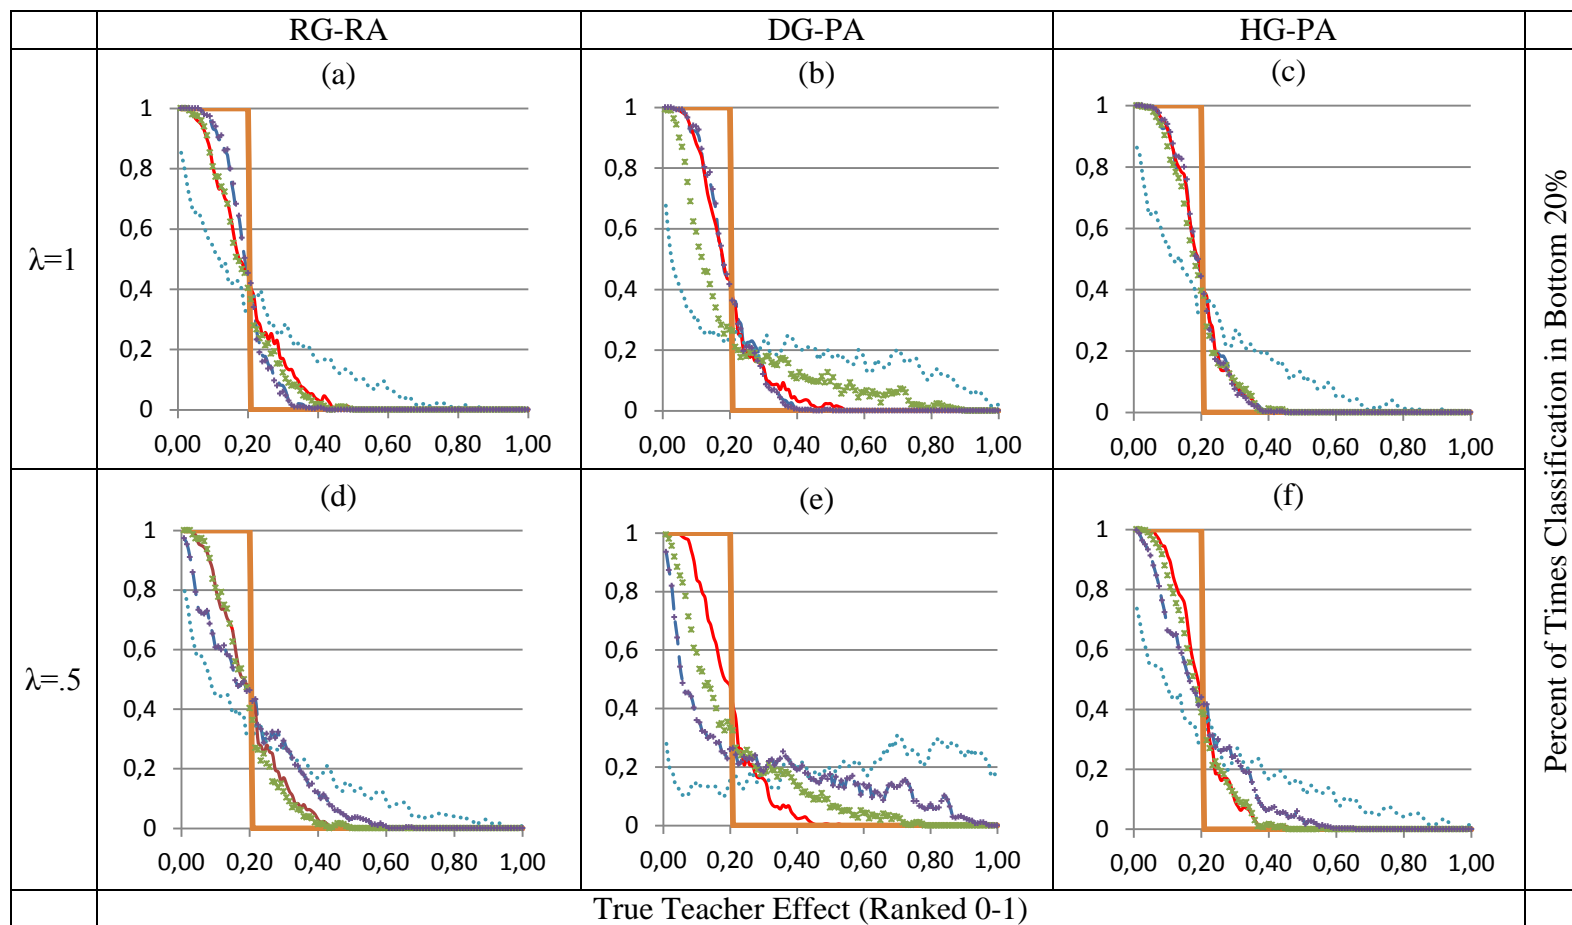 RG-RA DG-PA HG-PA
(a) (b) (c)
1 1 1
0,8 0,8 0,8
0,6 0,6 0,6
λ=1
0,4 0,4 0,4
0,2 0,2 0,2
0 0 0
0,00 0,20 0,40 0,60 0,80 1,00 0,00 0,20 0,40 0,60 0,80 1,00 0,00 0,20 0,40 0,60 0,80 1,00
Percent of Times Classification in Bottom 20%
(d) (e) (f)
1 1 1
0,8 0,8 0,8
0,6 0,6 0,6
λ=.5
0,4 0,4 0,4
0,2 0,2 0,2
0 0 0
0,00 0,20 0,40 0,60 0,80 1,00 0,00 0,20 0,40 0,60 0,80 1,00 0,00 0,20 0,40 0,60 0,80 1,00
True Teacher Effect (Ranked 0-1)